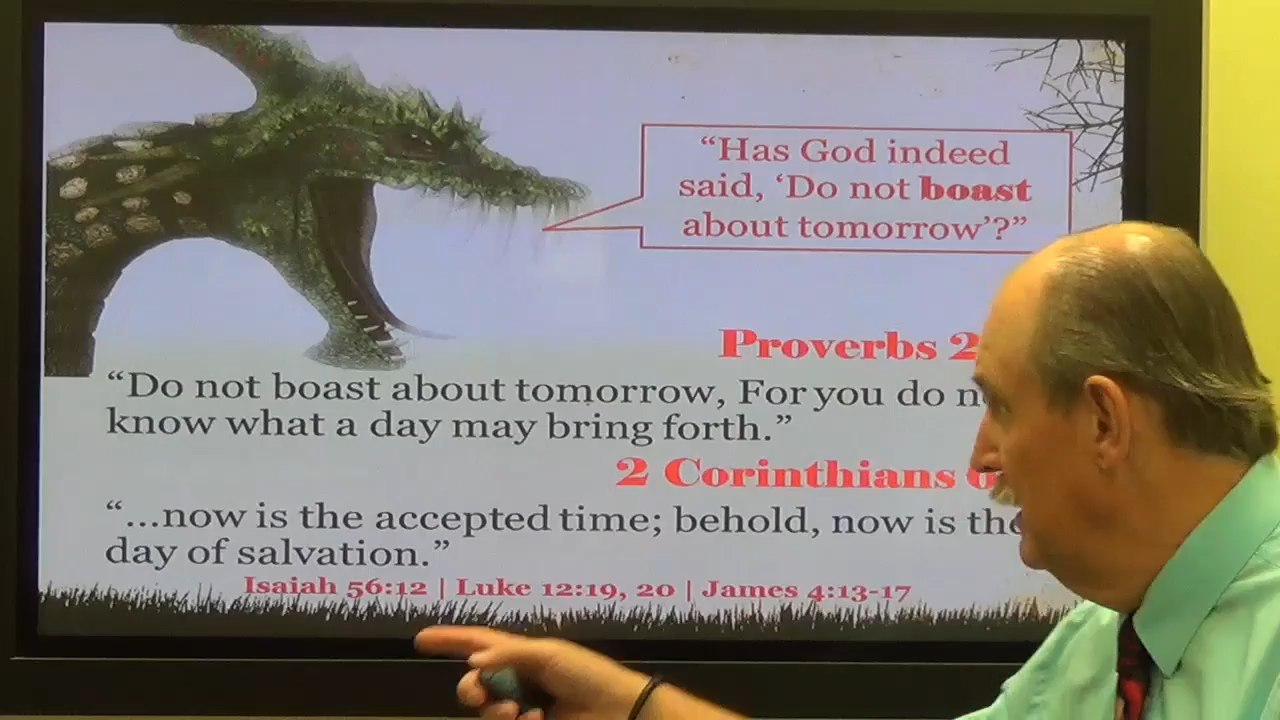 “Has God indeed
said, ‘Do not boast
about tomorrow’?”
Proverbs 2
“Do not boast about tomorrow, For you do
know what a day may bring forth.”
2 Corinthians
“...now is the accepted time; behold, now is the
day of salvation.”
Isaiah 56:12 | Luke 12:19, 20 | James 4:13-17